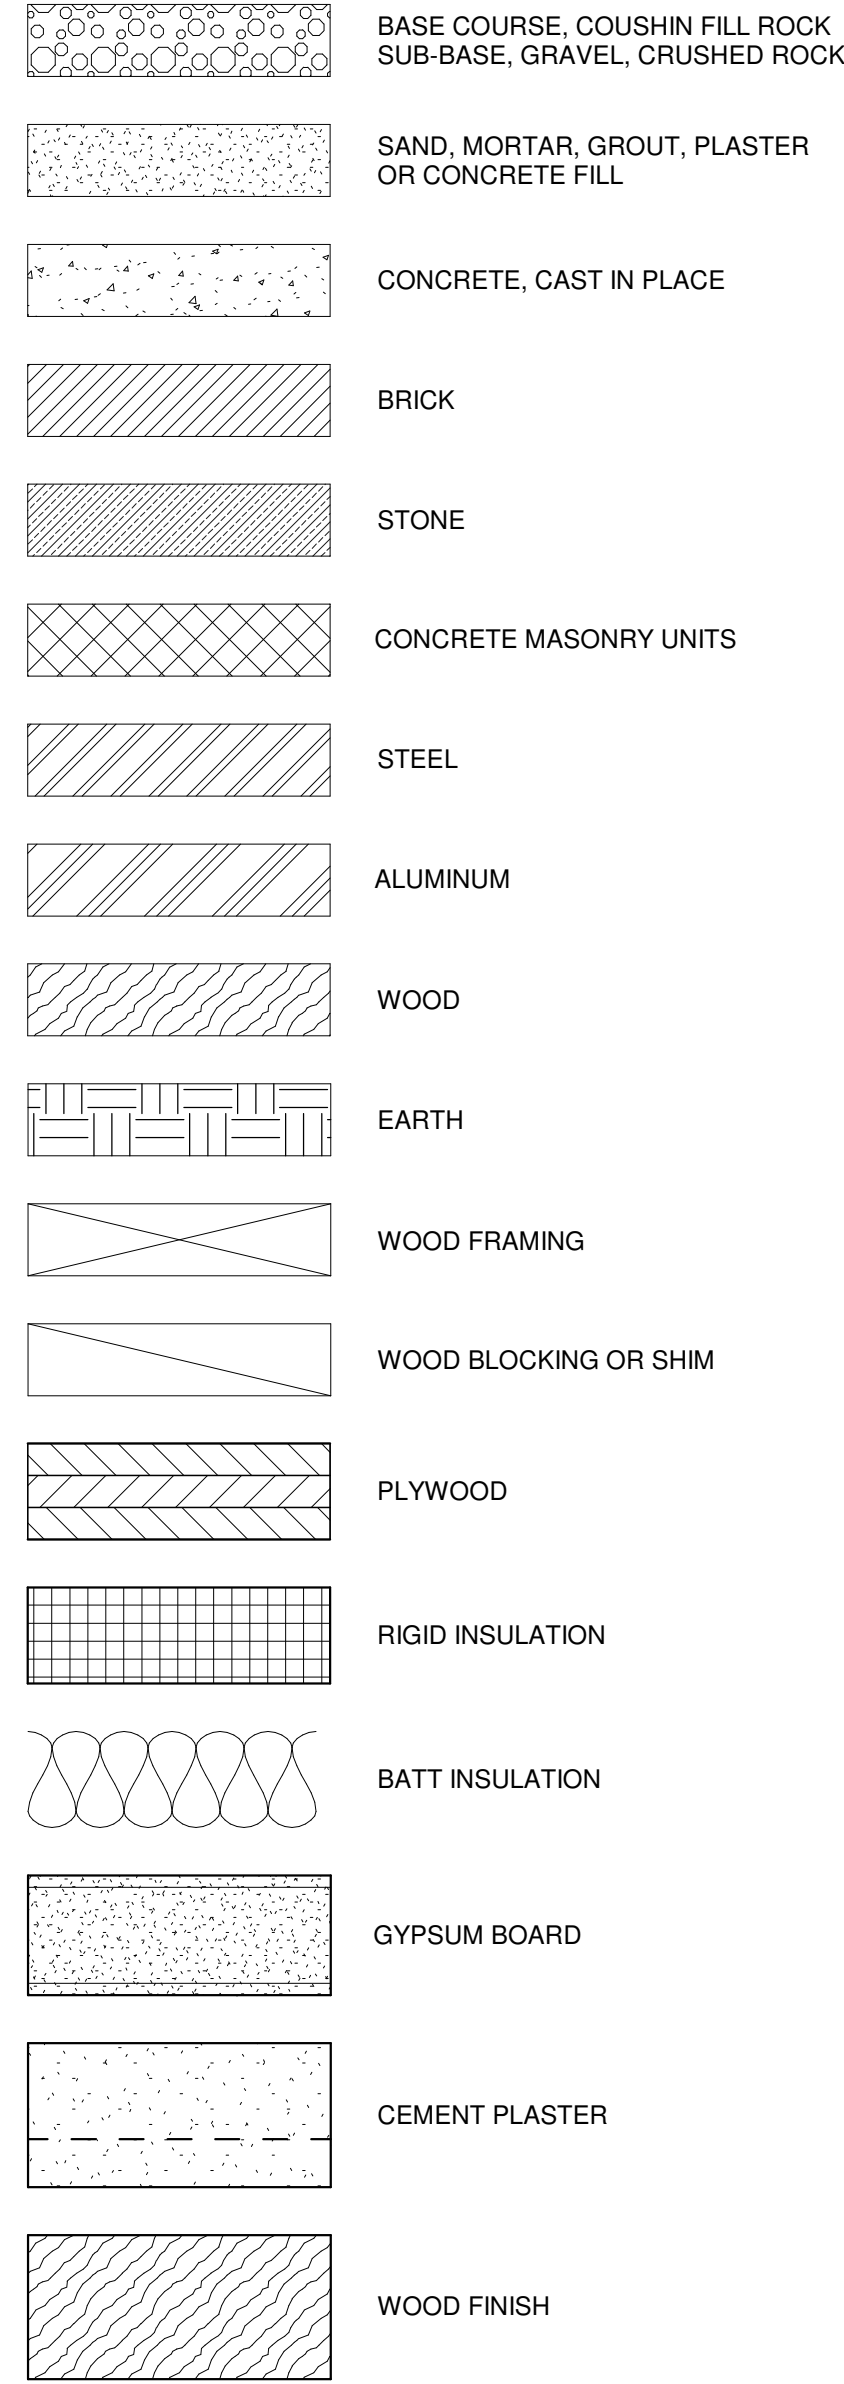 BASE COURSE, COUSHIN FILL ROCK
SUB-BASE, GRAVEL, CRUSHED ROCK
SAND, MORTAR, GROUT, PLASTER
OR CONCRETE FILL
CONCRETE, CAST IN PLACE
BRICK
STONE
CONCRETE MASONRY UNITS
STEEL
ALUMINUM
WOOD
EARTH
WOOD FRAMING
WOOD BLOCKING OR SHIM
PLYWOOD
RIGID INSULATION
BATT INSULATION
GYPSUM BOARD
CEMENT PLASTER
WOOD FINISH